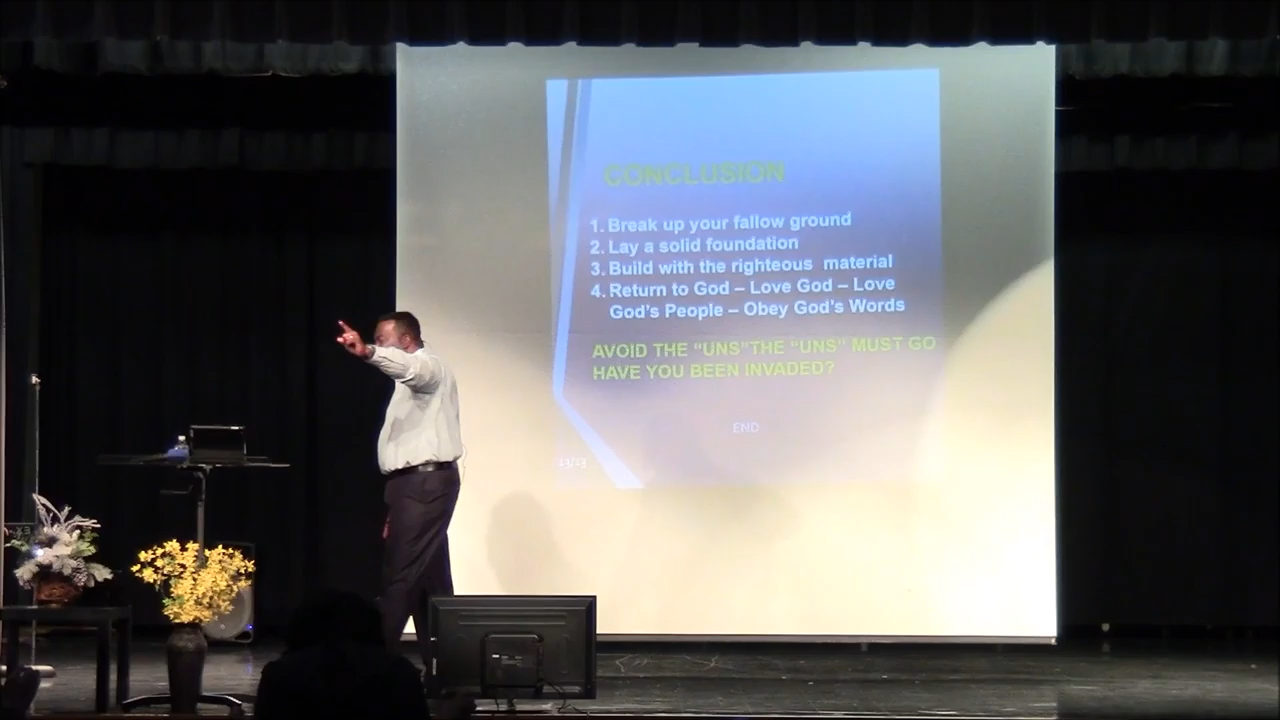 CONCLUSION
1. Break up your fallow ground
2. Lay a solid foundation
3. Build with the righteous material
4. Return to God – Love God – Love
God's People – Obey God's Words
AVOID THE "UNS"THE "UNS" MUST GO
HAVE YOU BEEN INVADED?
END
13/13